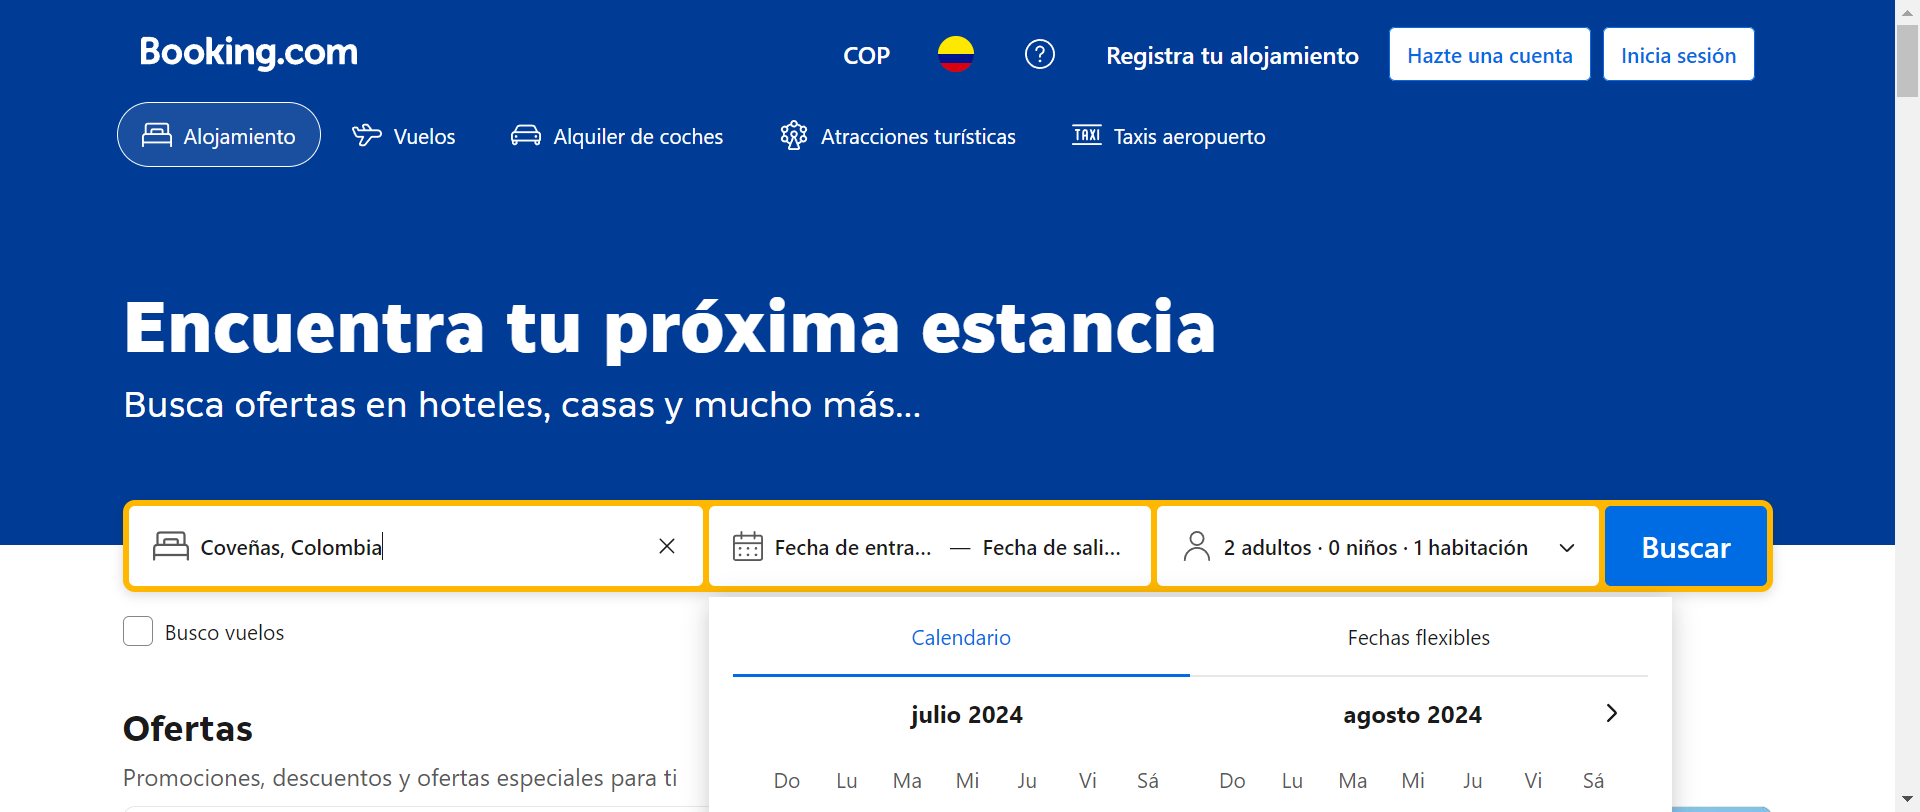 Booking.com
COP
Registra tu alojamiento
Hazte una cuenta
Inicia sesión
Alojamiento
Vuelos
Alquiler de coches
Atracciones turísticas
TAXI
Taxis aeropuerto
Encuentra tu próxima estancia
Busca ofertas en hoteles, casas y mucho más...
Coveñas, Colombia
Fecha de entra... — Fecha de sali...
2 adultos · 0 niños · 1 habitación
Buscar
Busco vuelos
Calendario
Fechas flexibles
julio 2024
agosto 2024
Do Lu Ma Mi Ju Vi Sá
Do Lu Ma Mi Ju Vi Sá
Ofertas
Promociones, descuentos y ofertas especiales para ti